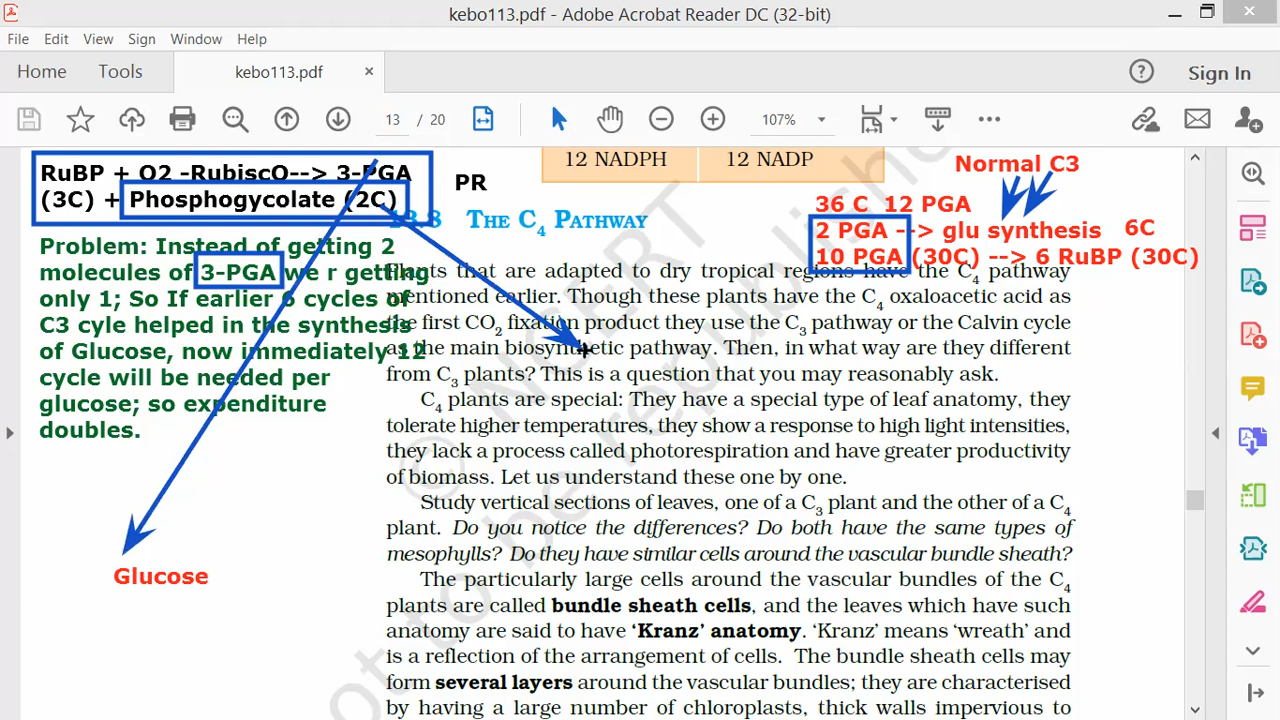 kebo113.pdf - Adobe Acrobat Reader DC (32-bit)
File Edit View Sign Window Help
Home Tools kebo113.pdf × Sign In
13 / 20 107%
RuBP + O2 -RubiscO--> 3-PGA
(3C) + Phosphogycolate (2C)
PR
12 NADPH 12 NADP
Normal C3
36 C 12 PGA
2 PGA --> glu synthesis 6C
10 PGA (30C) --> 6 RuBP (30C)
Problem: Instead of getting 2
molecules of 3-PGA we r getting
only 1; So If earlier 6 cycles of
C3 cyle helped in the synthesis
of Glucose, now immediately 12
cycle will be needed per
glucose; so expenditure
doubles.
Glucose
.8 THE C4 PATHWAY
Plants that are adapted to dry tropical regions have the C4 pathway
mentioned earlier. Though these plants have the C4 oxaloacetic acid as
the first CO2 fixation product they use the C3 pathway or the Calvin cycle
as the main biosynthetic pathway. Then, in what way are they different
from C3 plants? This is a question that you may reasonably ask.
C4 plants are special: They have a special type of leaf anatomy, they
tolerate higher temperatures, they show a response to high light intensities,
they lack a process called photorespiration and have greater productivity
of biomass. Let us understand these one by one.
Study vertical sections of leaves, one of a C3 plant and the other of a C4
plant. Do you notice the differences? Do both have the same types of
mesophylls? Do they have similar cells around the vascular bundle sheath?
The particularly large cells around the vascular bundles of the C4
plants are called bundle sheath cells, and the leaves which have such
anatomy are said to have ‘Kranz’ anatomy. ‘Kranz’ means ‘wreath’ and
is a reflection of the arrangement of cells. The bundle sheath cells may
form several layers around the vascular bundles; they are characterised
by having a large number of chloroplasts, thick walls impervious to
© NCERT
not to be republished